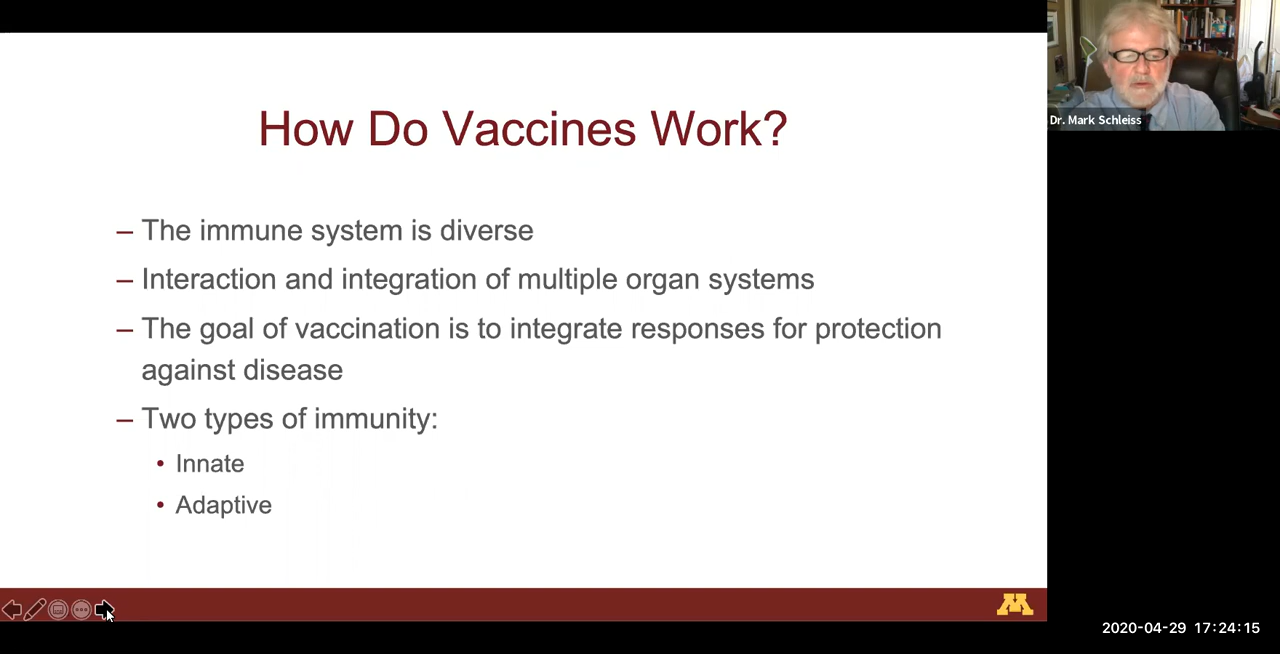 How Do Vaccines Work?
– The immune system is diverse
– Interaction and integration of multiple organ systems
– The goal of vaccination is to integrate responses for protection
against disease
– Two types of immunity:
• Innate
• Adaptive
Dr. Mark Schleiss
M
2020-04-29 17:24:15